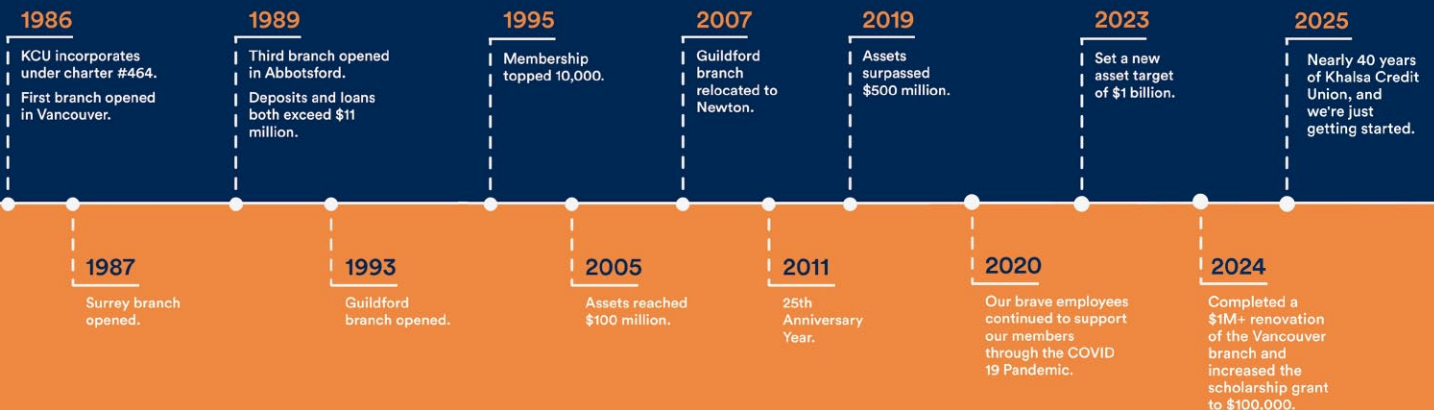 1986
KCU incorporates
under charter #464.
First branch opened
in Vancouver.
1987
Surrey branch
opened.
1989
Third branch opened
in Abbotsford.
Deposits and loans
both exceed $11
million.
1993
Guildford
branch opened.
1995
Membership
topped 10,000.
2005
Assets reached
$100 million.
2007
Guildford
branch
relocated to
Newton.
2011
25th
Anniversary
Year.
2019
Assets
surpassed
$500 million.
2020
Our brave employees
continued to support
our members
through the COVID
19 Pandemic.
2023
Set a new
asset target
of $1 billion.
2024
Completed a
$1M+ renovation
of the Vancouver
branch and
increased the
scholarship grant
to $100,000.
2025
Nearly 40 years
of Khalsa Credit
Union, and
we're just
getting started.